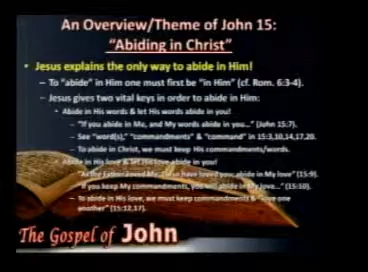 An Overview/Theme of John 15:
"Abiding in Christ"
• Jesus explains the only way to abide in Him!
– To "abide" in Him one must first be "in Him" (cf. Rom. 6:3-4).
– Jesus gives two vital keys in order to abide in Him:
• Abide in His words & let His words abide in you!
– "If you abide in Me, and My words abide in you..." (John 15:7).
– See "word(s)," "commandments" & "command" in 15:3,10,14,17,20.
– To abide in Christ, we must keep His commandments/words.
• Abide in His love & let His love abide in you!
– "As the Father loved Me, I also have loved you; abide in My love" (15:9).
– "If you keep My commandments, you will abide in My love..." (15:10).
– To abide in His love, we must keep commandments & "love one
another" (15:12,17).
The Gospel of John